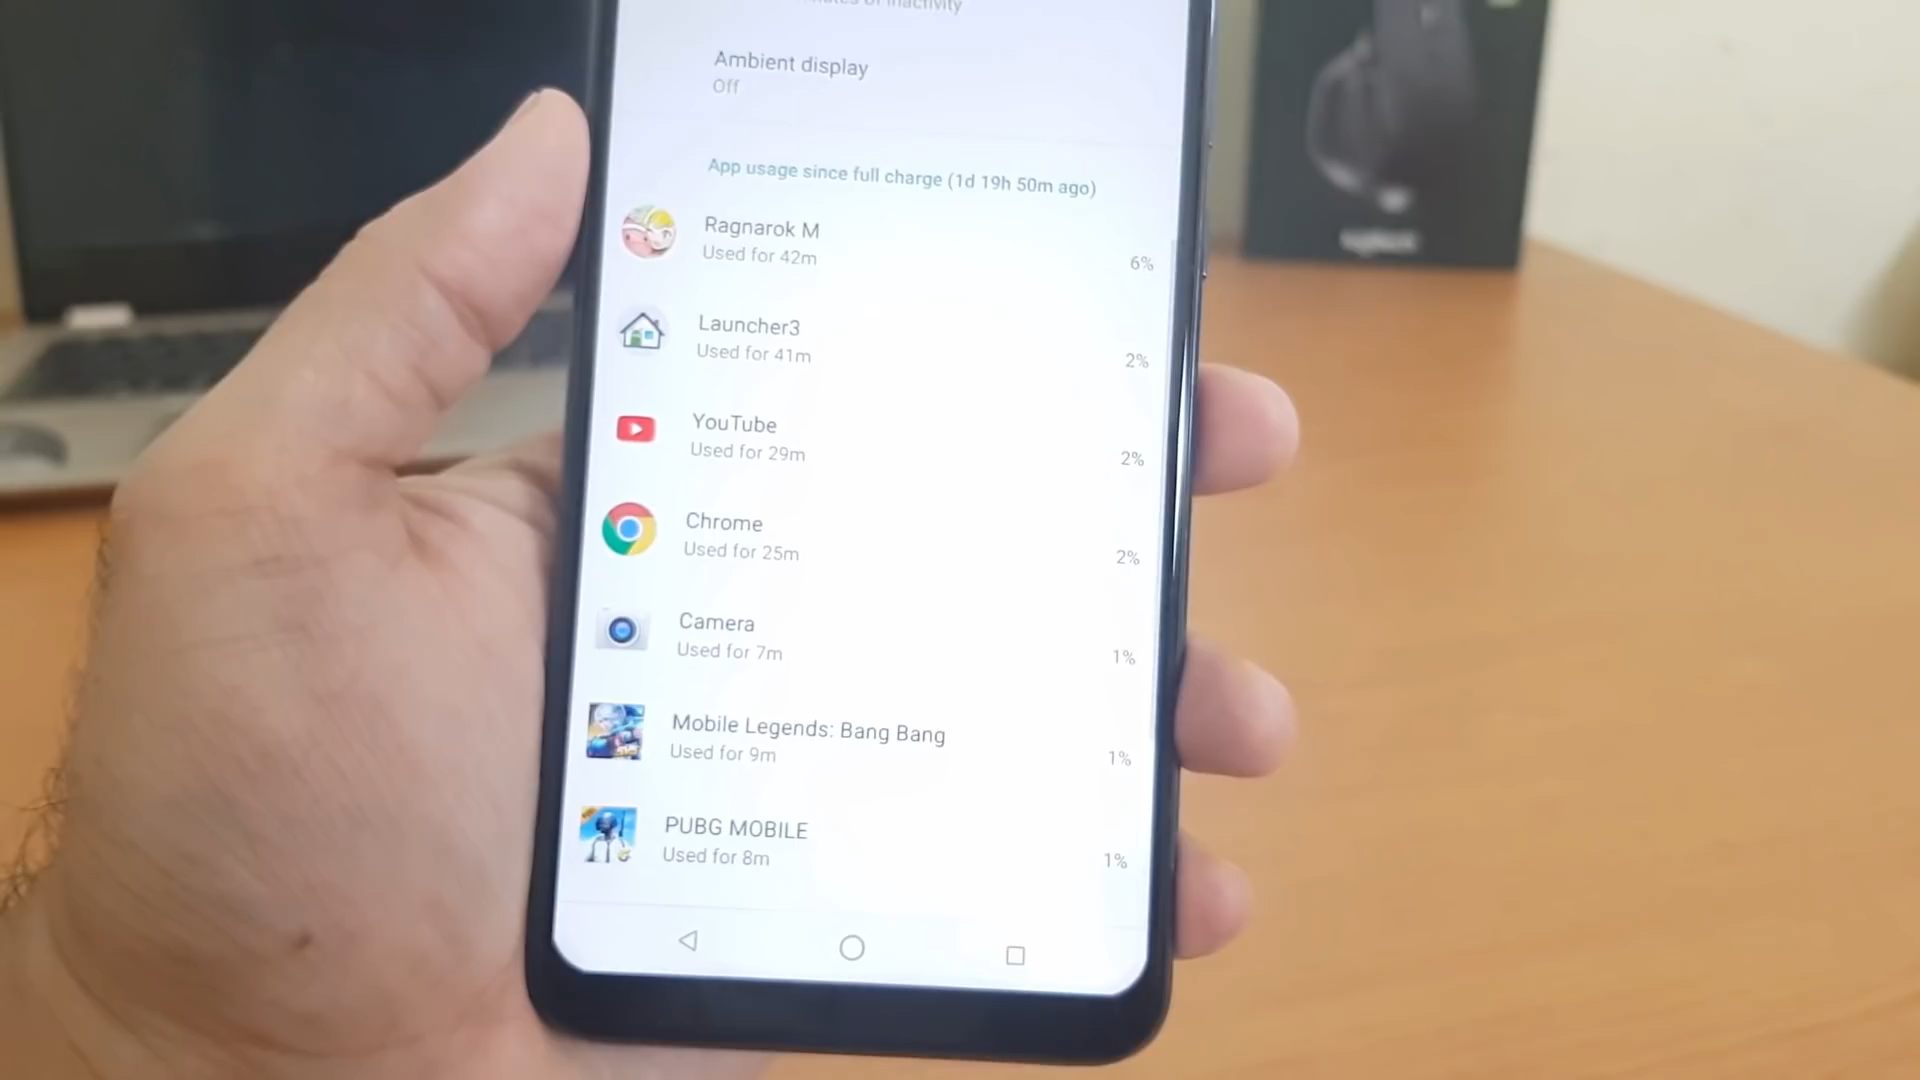 of inactivity
Ambient display
Off
App usage since full charge (1d 19h 50m ago)
Ragnarok M
Used for 42m
6%
Launcher3
Used for 41m
2%
YouTube
Used for 29m
2%
Chrome
Used for 25m
2%
Camera
Used for 7m
1%
Mobile Legends: Bang Bang
Used for 9m
1%
PUBG MOBILE
Used for 8m
1%